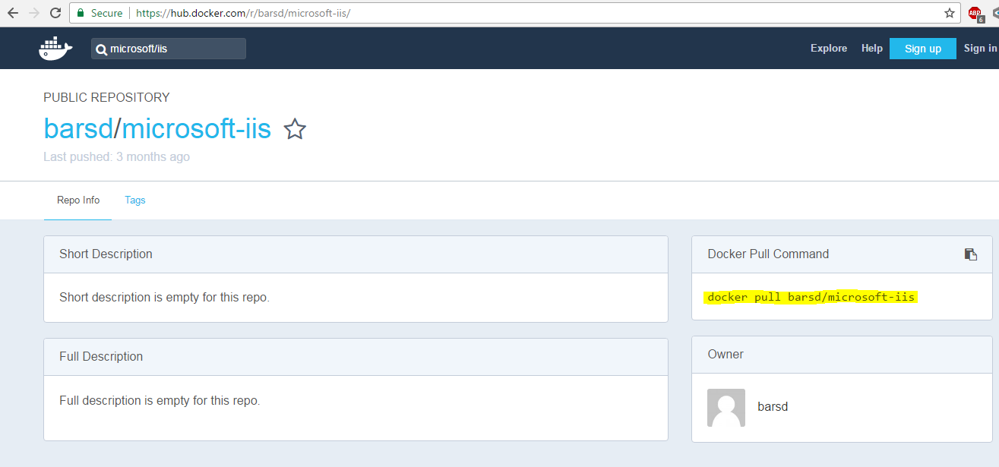 Secure | https://hub.docker.com/r/barsd/microsoft-iis/
ABP
6
microsoft/iis
Explore Help Sign up Sign in
PUBLIC REPOSITORY
barsd/microsoft-iis
Last pushed: 3 months ago
Repo Info Tags
Short Description
Short description is empty for this repo.
Full Description
Full description is empty for this repo.
Docker Pull Command
docker pull barsd/microsoft-iis
Owner
barsd